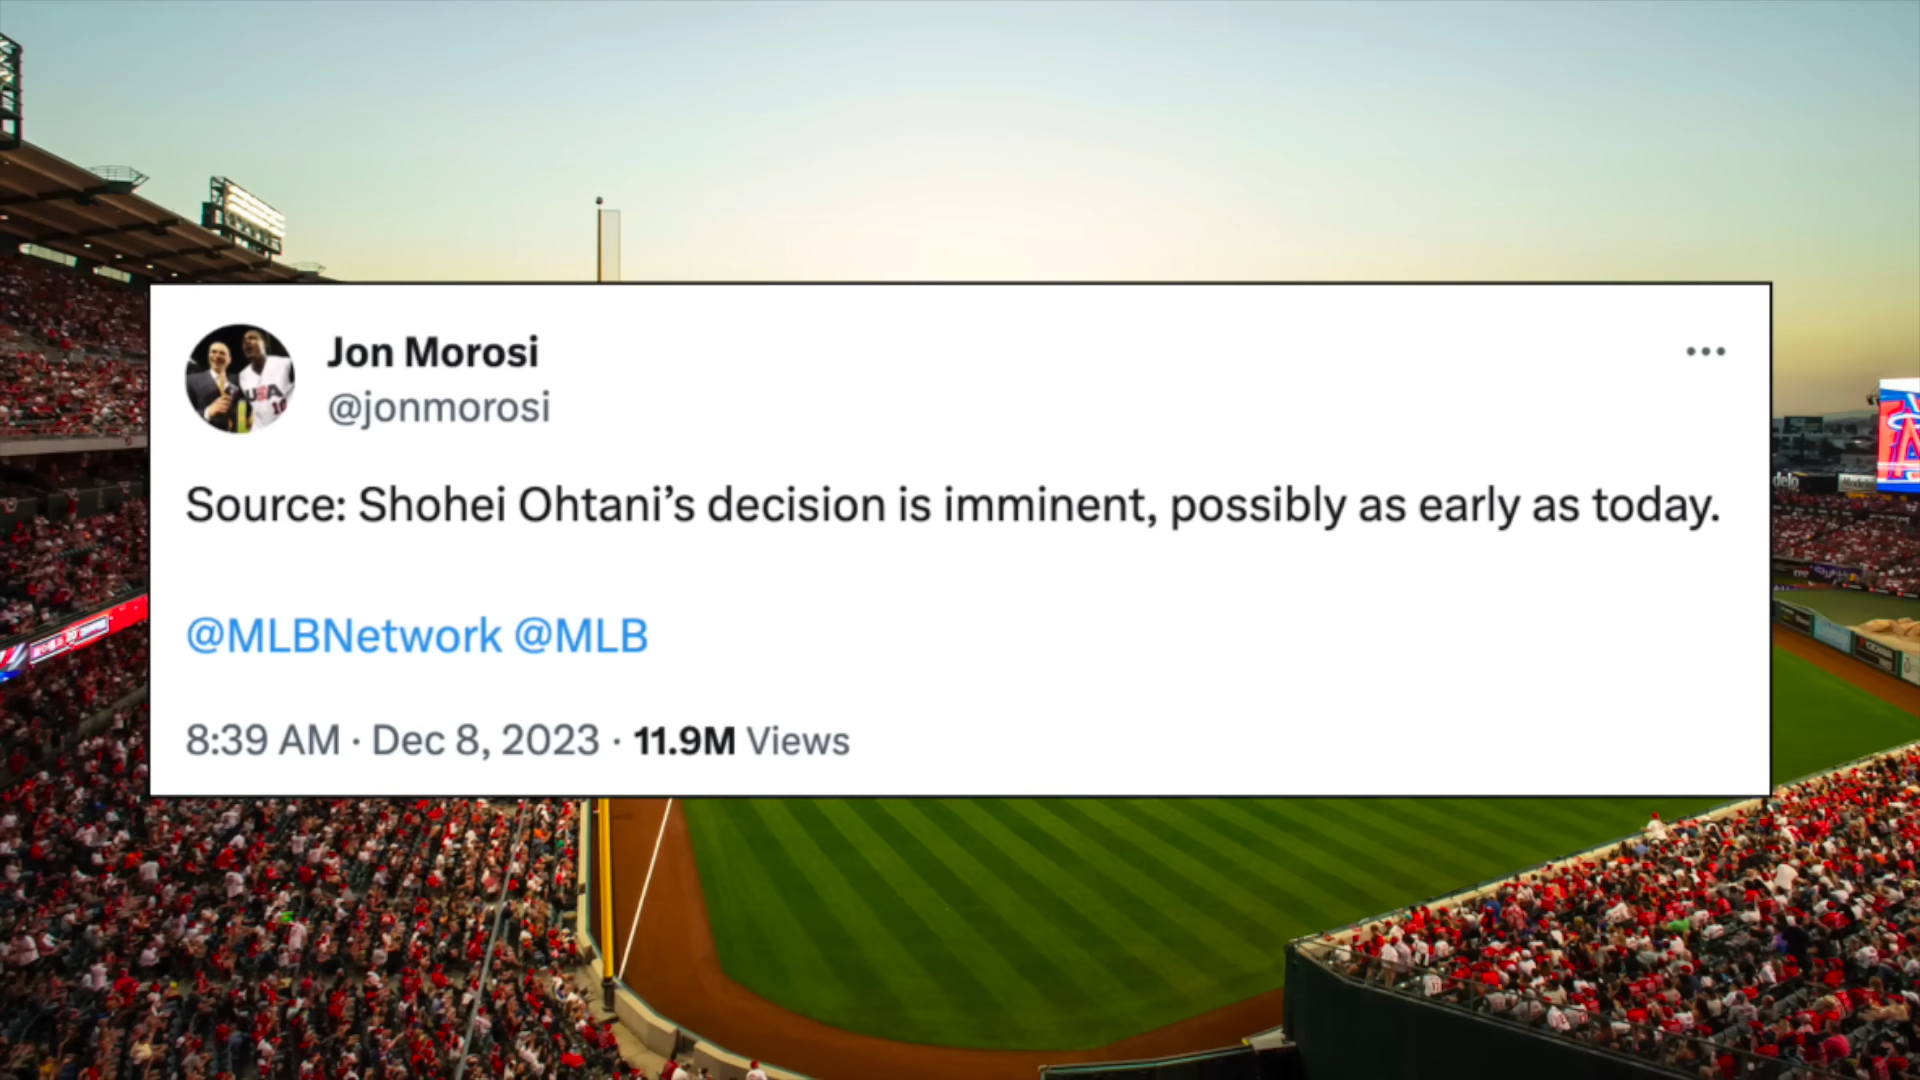 Jon Morosi
@jonmorosi
Source: Shohei Ohtani’s decision is imminent, possibly as early as today.
@MLBNetwork @MLB
8:39 AM · Dec 8, 2023 · 11.9M Views
USA